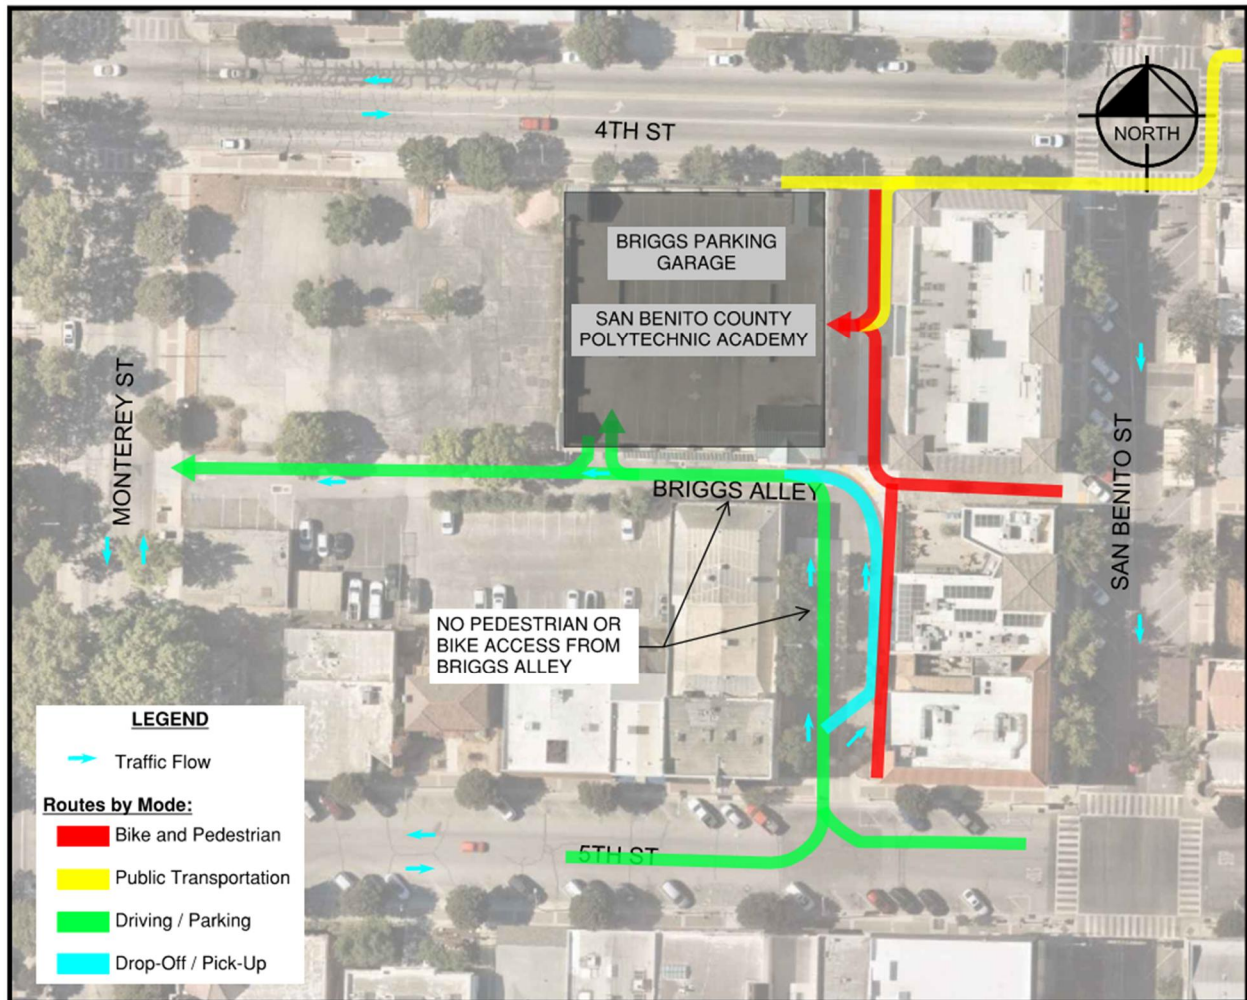 4TH ST
NORTH
BRIGGS PARKING
GARAGE
SAN BENITO COUNTY
POLYTECHNIC ACADEMY
MONTEREY ST
BRIGGS ALLEY
SAN BENITO ST
NO PEDESTRIAN OR
BIKE ACCESS FROM
BRIGGS ALLEY
5TH ST
LEGEND
Traffic Flow
Routes by Mode:
Bike and Pedestrian
Public Transportation
Driving / Parking
Drop-Off / Pick-Up